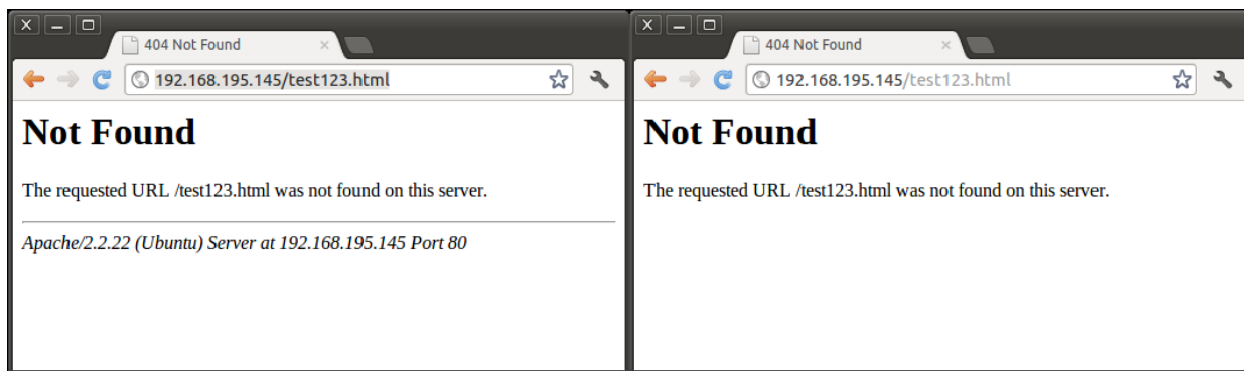 404 Not Found
192.168.195.145/test123.html
Not Found
The requested URL /test123.html was not found on this server.
Apache/2.2.22 (Ubuntu) Server at 192.168.195.145 Port 80
404 Not Found
192.168.195.145/test123.html
Not Found
The requested URL /test123.html was not found on this server.